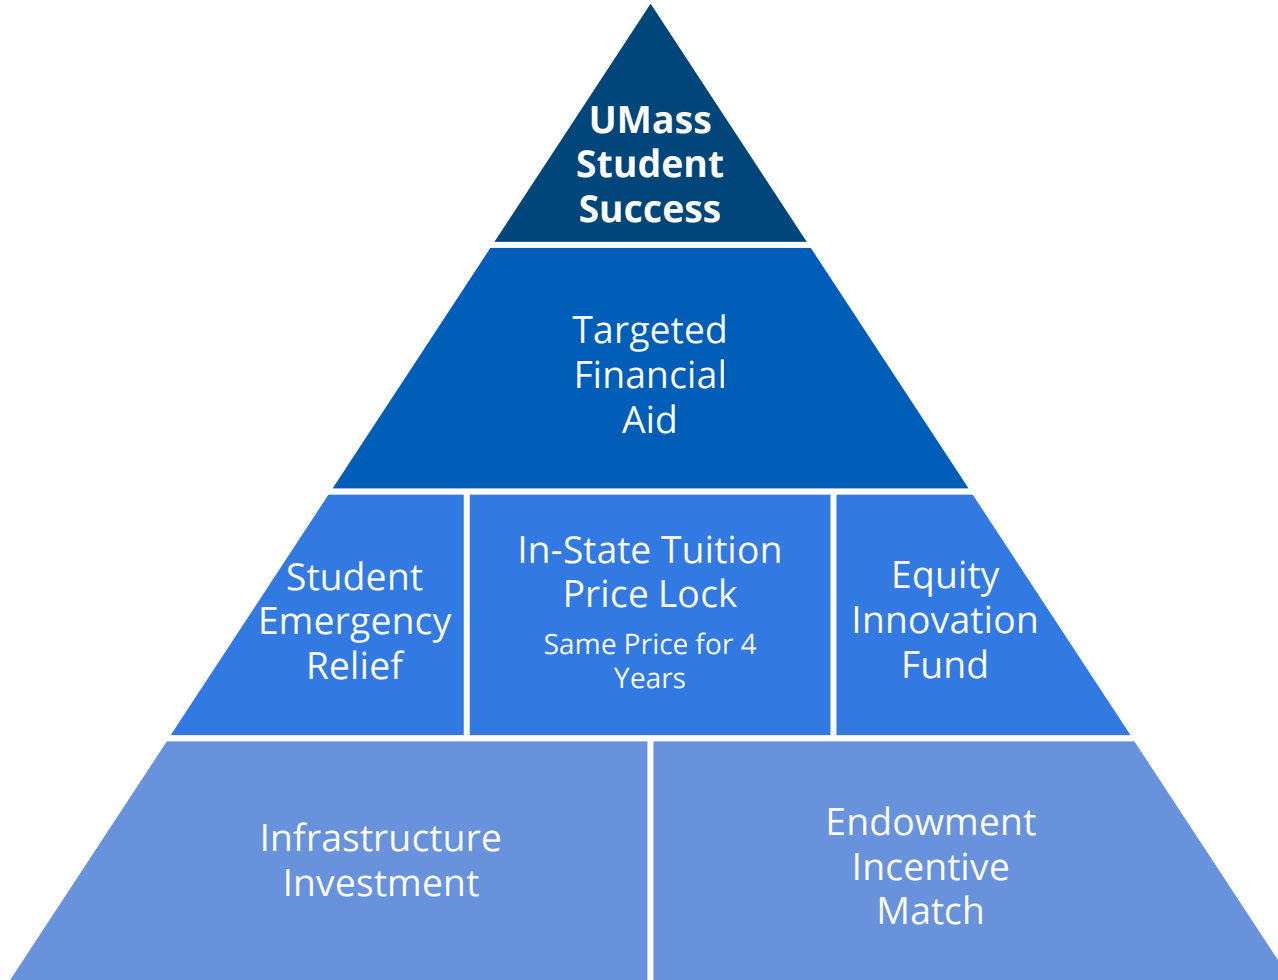 UMass
Student
Success
Targeted
Financial
Aid
Student
Emergency
Relief
In-State Tuition
Price Lock
Same Price for 4
Years
Equity
Innovation
Fund
Infrastructure
Investment
Endowment
Incentive
Match